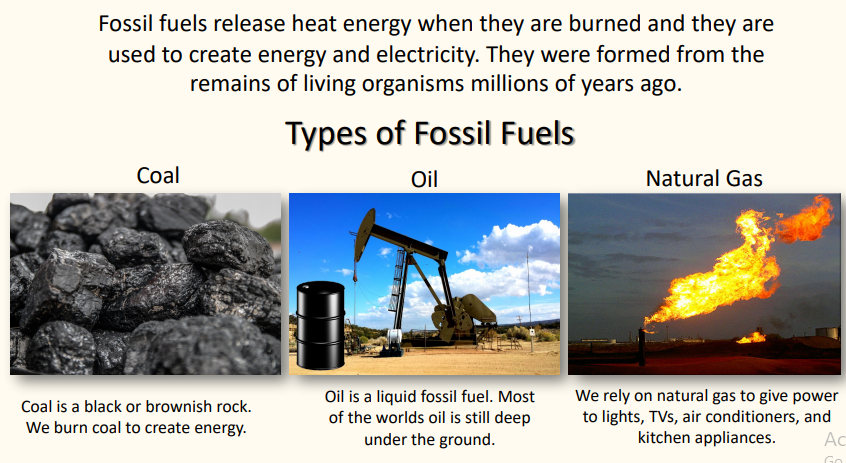 Fossil fuels release heat energy when they are burned and they are
used to create energy and electricity. They were formed from the
remains of living organisms millions of years ago.
Types of Fossil Fuels
Coal
Oil
Natural Gas
Coal is a black or brownish rock.
We burn coal to create energy.
Oil is a liquid fossil fuel. Most
of the worlds oil is still deep
under the ground.
We rely on natural gas to give power
to lights, TVs, air conditioners, and
kitchen appliances.